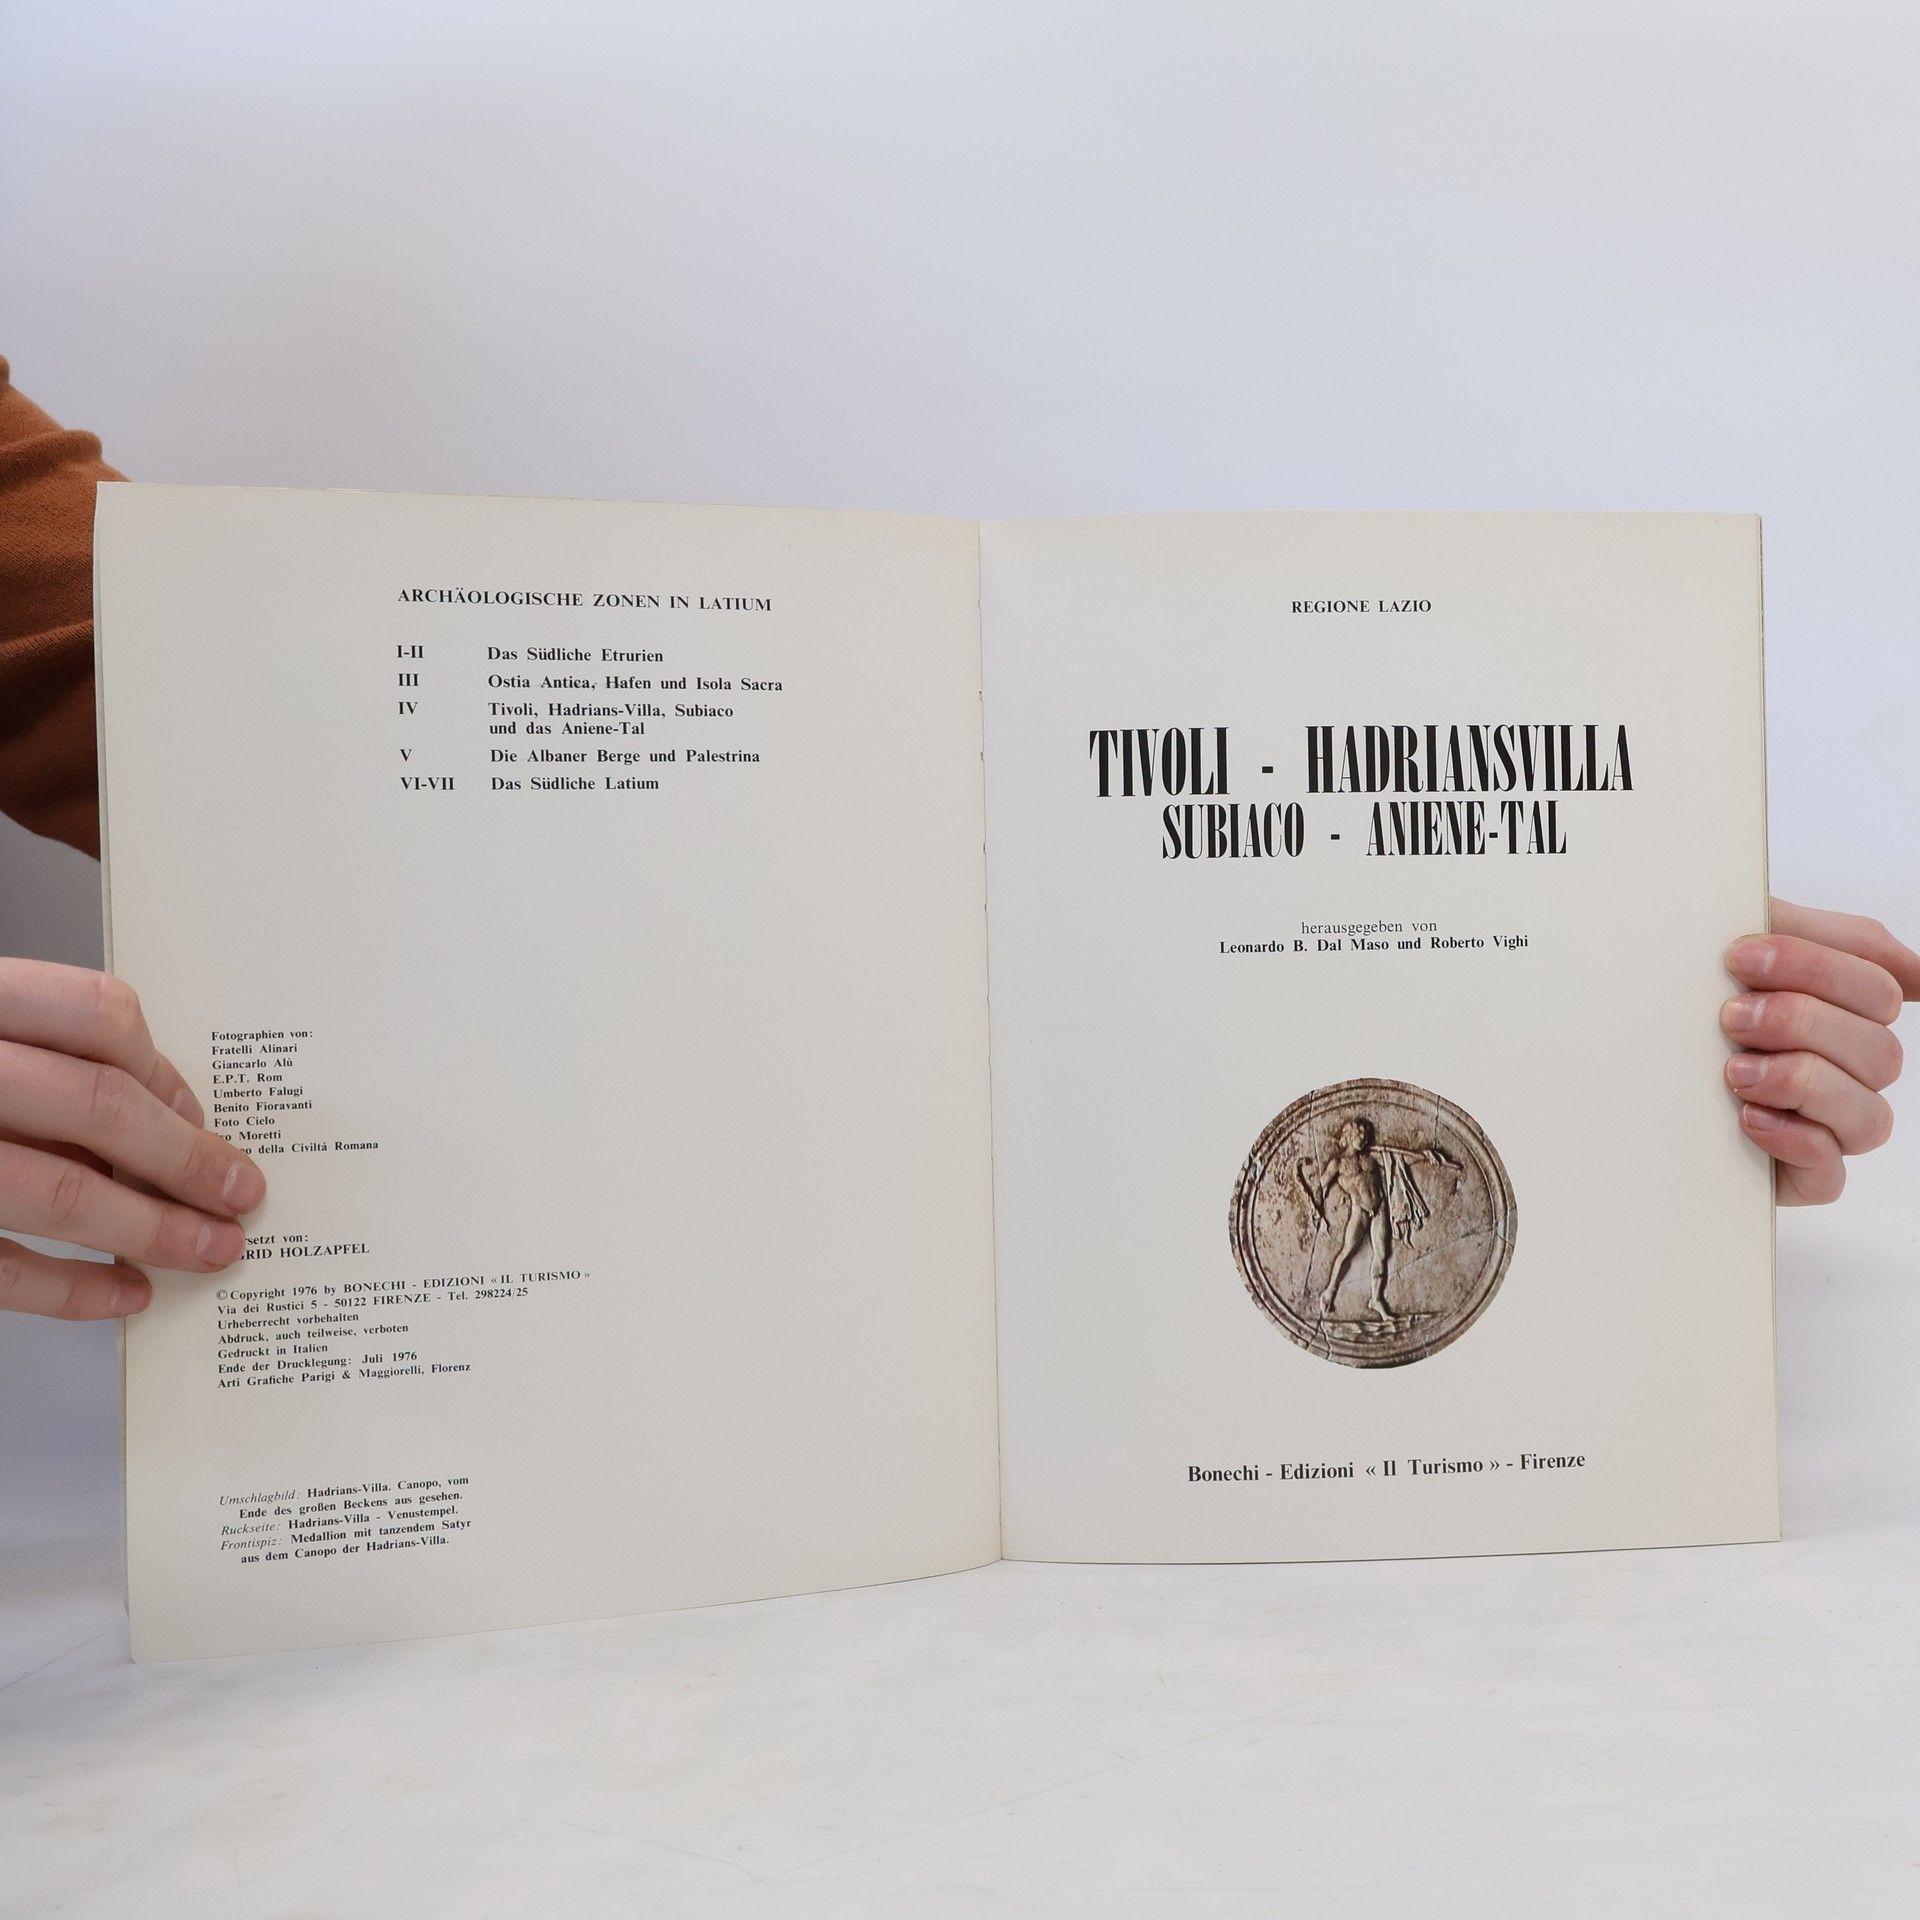 ARCHÄOLOGISCHE ZONEN IN LATIUM
I-II Das Südliche Etrurien
III Ostia Antica, Hafen und Isola Sacra
IV Tivoli, Hadrians-Villa, Subiaco
und das Aniene-Tal
V Die Albaner Berge und Palestrina
VI-VII Das Südliche Latium
Fotographien von:
Fratelli Alinari
Giancarlo Alù
E.P.T. Rom
Umberto Falugi
Benito Fioravanti
Foto Cielo
Moretti
della Civiltà Romana
von:
HOLZAPFEL
© Copyright 1976 by BONECHI - EDIZIONI « IL TURISMO »
Via dei Rustici 5 - 50122 FIRENZE - Tel. 298224/25
Urheberrecht vorbehalten
Abdruck, auch teilweise, verboten
Gedruckt in Italien
Ende der Drucklegung: Juli 1976
Arti Grafiche Parigi & Maggiorelli, Florenz
Umschlagbild: Hadrians-Villa. Canopo, vom
Ende des großen Beckens aus gesehen.
Ruckseite: Hadrians-Villa - Venustempel.
Frontispiz: Medallion mit tanzendem Satyr
aus dem Canopo der Hadrians-Villa.
REGIONE LAZIO
TIVOLI - HADRIANSVILLA
SUBIACO - ANIENE-TAL
herausgegeben von
Leonardo B. Dal Maso und Roberto Vighi
Bonechi - Edizioni « Il Turismo » - Firenze